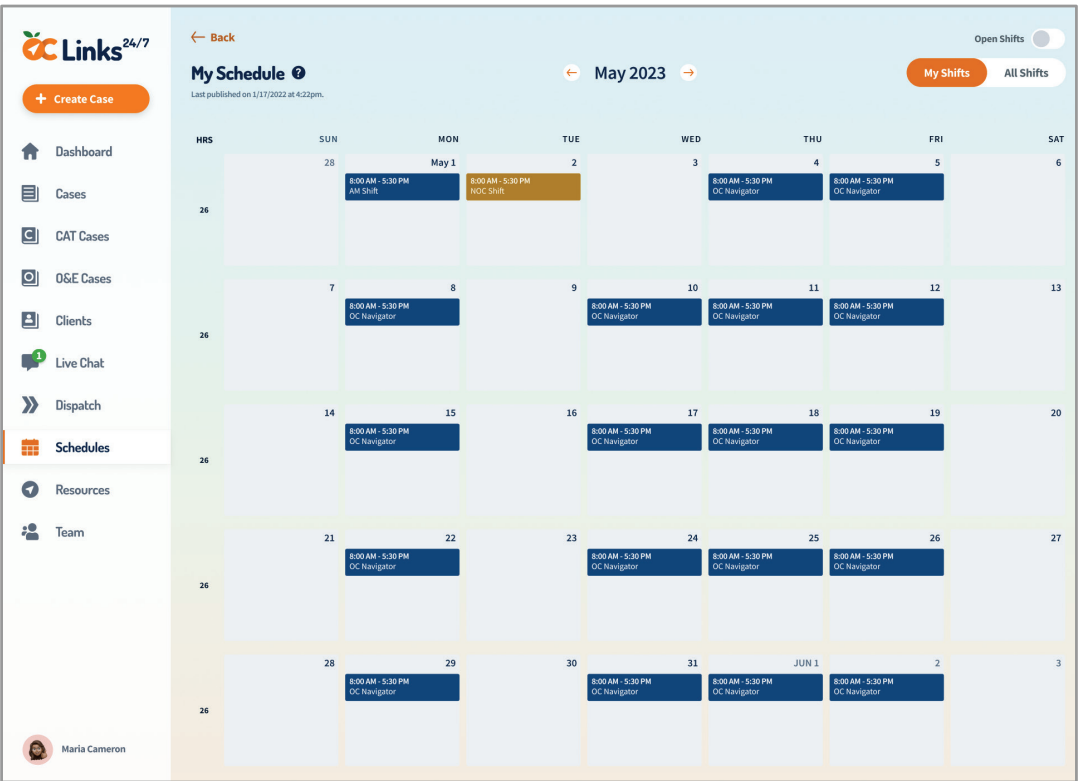 OC Links 24/7
+ Create Case
Dashboard
Cases
CAT Cases
O&E Cases
Clients
1
Live Chat
Dispatch
Schedules
Resources
Team
Maria Cameron
← Back
Open Shifts
My Schedule ?
← May 2023 →
My Shifts All Shifts
Last published on 1/17/2022 at 4:22pm.
HRS SUN MON TUE WED THU FRI SAT
28 May 1 2 3 4 5 6
8:00 AM - 5:30 PM 8:00 AM - 5:30 PM 8:00 AM - 5:30 PM 8:00 AM - 5:30 PM
AM Shift NOC Shift OC Navigator OC Navigator
26
7 8 9 10 11 12 13
8:00 AM - 5:30 PM 8:00 AM - 5:30 PM 8:00 AM - 5:30 PM 8:00 AM - 5:30 PM
OC Navigator OC Navigator OC Navigator OC Navigator
26
14 15 16 17 18 19 20
8:00 AM - 5:30 PM 8:00 AM - 5:30 PM 8:00 AM - 5:30 PM 8:00 AM - 5:30 PM
OC Navigator OC Navigator OC Navigator OC Navigator
26
21 22 23 24 25 26 27
8:00 AM - 5:30 PM 8:00 AM - 5:30 PM 8:00 AM - 5:30 PM 8:00 AM - 5:30 PM
OC Navigator OC Navigator OC Navigator OC Navigator
26
28 29 30 31 JUN 1 2 3
8:00 AM - 5:30 PM 8:00 AM - 5:30 PM 8:00 AM - 5:30 PM 8:00 AM - 5:30 PM
OC Navigator OC Navigator OC Navigator OC Navigator
26